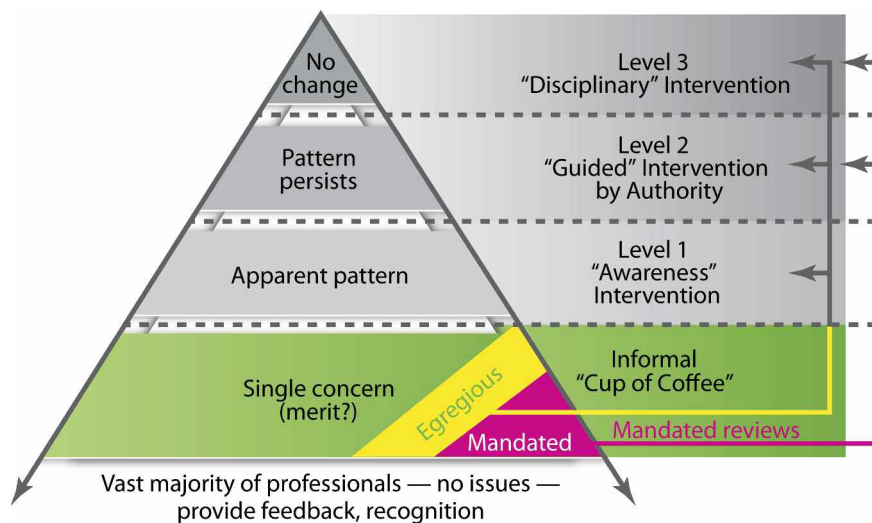 No
change
Level 3
“Disciplinary” Intervention
Pattern
persists
Level 2
“Guided” Intervention
by Authority
Apparent pattern
Level 1
“Awareness”
Intervention
Single concern
(merit?)
Egregious
Mandated
Informal
“Cup of Coffee”
Mandated reviews
Vast majority of professionals — no issues —
provide feedback, recognition